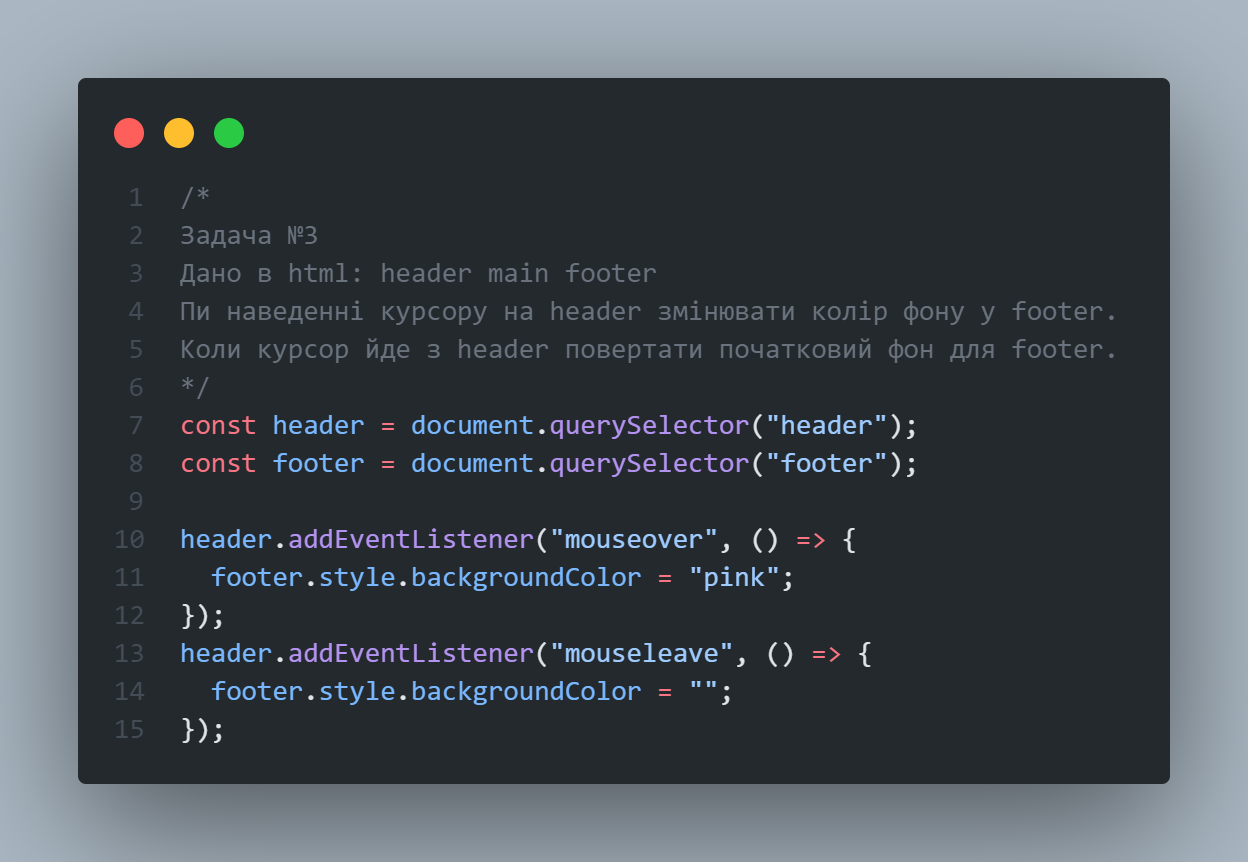 1 /*
2 Задача №3
3 Дано в html: header main footer
4 Пи наведенні курсору на header змінювати колір фону у footer.
5 Коли курсор йде з header повертати початковий фон для footer.
6 */
7 const header = document.querySelector("header");
8 const footer = document.querySelector("footer");
9
10 header.addEventListener("mouseover", () => {
11   footer.style.backgroundColor = "pink";
12 });
13 header.addEventListener("mouseleave", () => {
14   footer.style.backgroundColor = "";
15 });